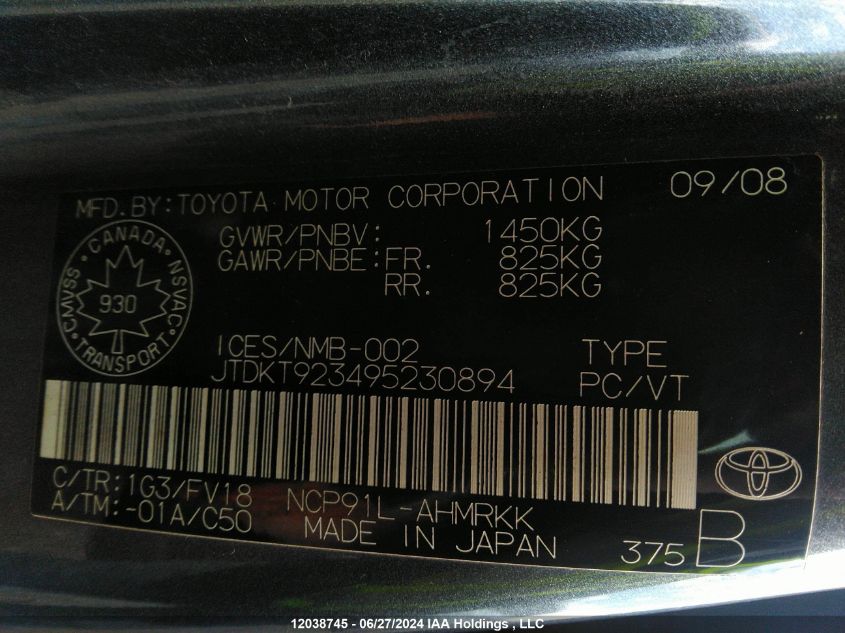 MFD.BY:TOYOTA MOTOR CORPORATION 09/08
GVWR/PNBV: 1450KG
GAWR/PNBE:FR. 825KG
RR. 825KG
CANADA
CMVSS 930 NSVAC
TRANSPORT
ICES/NMB-002 TYPE
JTDKT923495230894 PC/VT
C/TR:1G3/FV18 NCP91L-AHMRKK
A/TM:-01A/C50 MADE IN JAPAN 375 B
12038745 - 06/27/2024 IAA Holdings , LLC